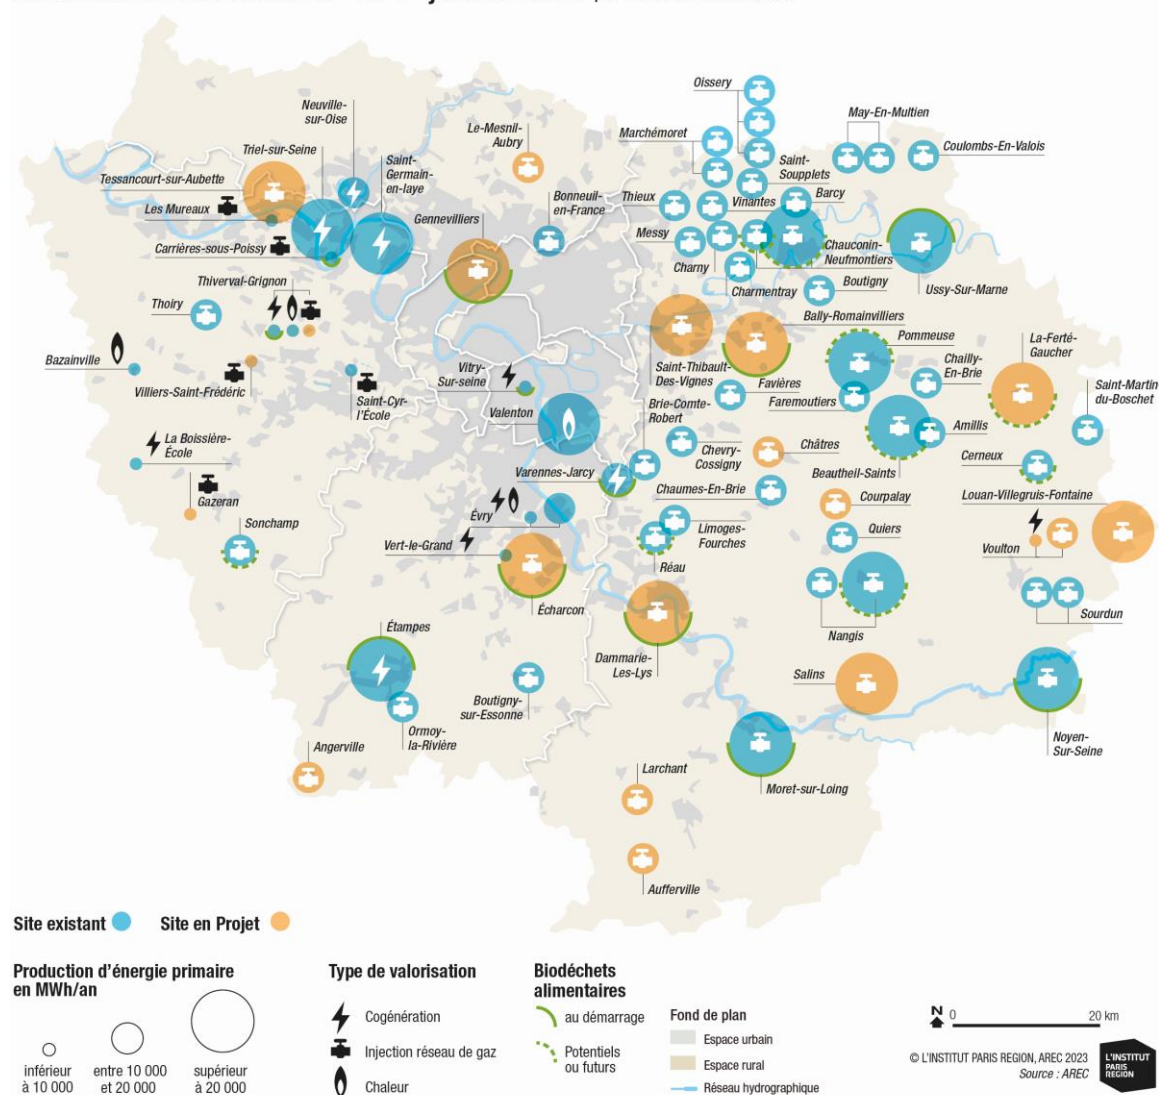 Oissery
May-En-Multien
Neuville-
sur-Oise
Le-Mesnil-
Aubry
Marchémoret
Coulombs-En-Valois
Triel-sur-Seine
Saint-
Germain-
en-laye
Saint-
Soupplets
Tessancourt-sur-Aubette
Barcy
Thieux
Vinantes
Bonneuil-
en-France
Les Mureaux
Gennevilliers
Messy
Carrières-sous-Poissy
Charny
Chauconin-
Neufmontiers
Thiverval-Grignon
Charmentray
Boutigny
Ussy-Sur-Marne
Thoiry
Bally-Romainvilliers
Pommeuse
La-Ferté-
Gaucher
Bazainville
Vitry-
Sur-seine
Saint-Thibault-
Des-Vignes
Chailly-
En-Brie
Villiers-Saint-Frédéric
Saint-Cyr-
l'École
Favières
Faremoutiers
Saint-Martin
du-Boschet
Valenton
Brie-Comte-
Robert
Amillis
La Boissière-
École
Chevry-
Cossigny
Châtres
Cerneux
Varennes-Jarcy
Beautheil-Saints
Gazeran
Chaumes-En-Brie
Courpalay
Louan-Villegruis-Fontaine
Évry
Sonchamp
Limoges-
Fourches
Quiers
Vert-le-Grand
Voulton
Réau
Écharcon
Sourdun
Étampes
Nangis
Dammarie-
Les-Lys
Salins
Boutigny-
sur-Essonne
Ormoy-
la-Rivière
Noyen-
Sur-Seine
Angerville
Larchant
Moret-sur-Loing
Aufferville
Site existant
Site en Projet
Production d'énergie primaire
en MWh/an
inférieur
à 10 000
entre 10 000
et 20 000
supérieur
à 20 000
Type de valorisation
Cogénération
Injection réseau de gaz
Chaleur
Biodéchets
alimentaires
au démarrage
Potentiels
ou futurs
Fond de plan
Espace urbain
Espace rural
Réseau hydrographique
N
0
20 km
© L'INSTITUT PARIS REGION, AREC 2023
Source : AREC
L'INSTITUT
PARIS
REGION